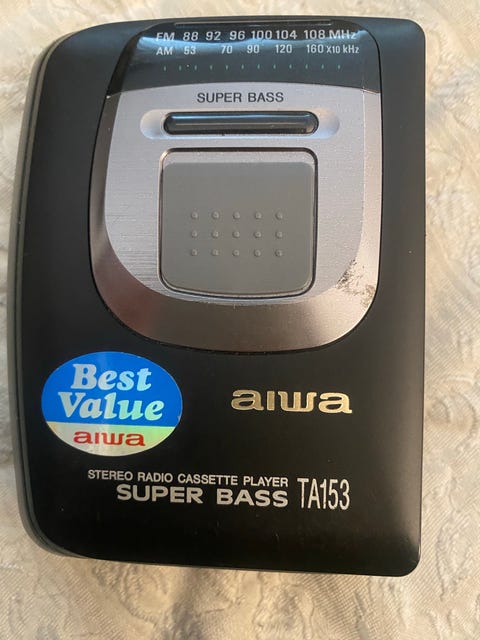 FM 88 92 96 100 104 108 MHz
AM 53 70 90 120 160 x10 kHz
SUPER BASS
Best
Value
aiwa
aiwa
STEREO RADIO CASSETTE PLAYER
SUPER BASS TA153